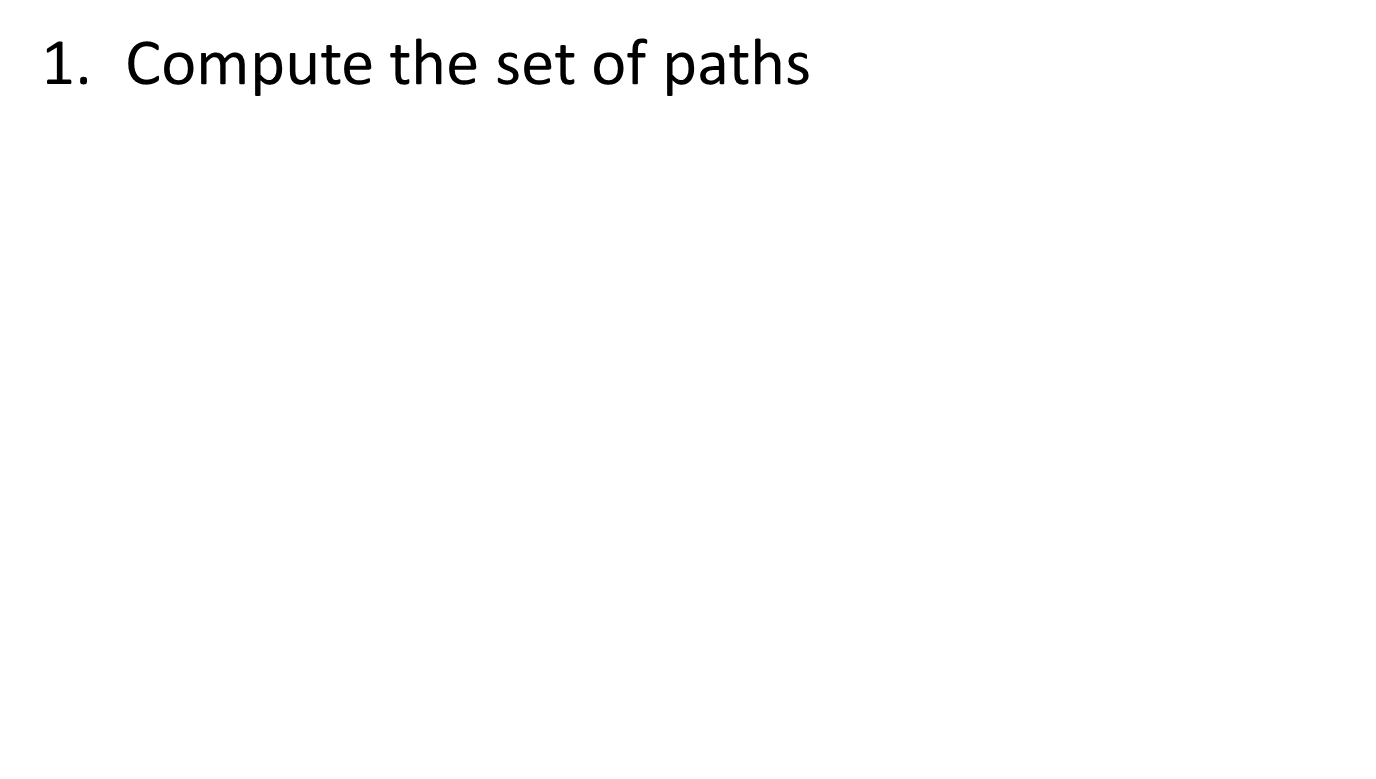 1. Compute the set of paths